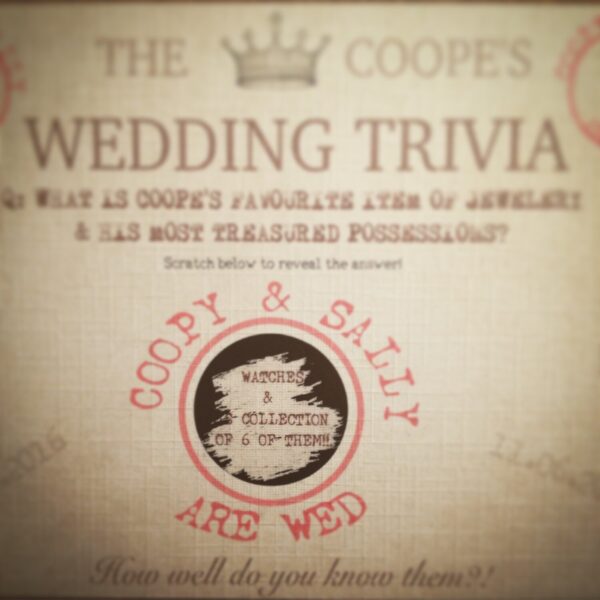 THE COOPE'S
WEDDING TRIVIA
Q: WHAT IS COOPE'S FAVOURITE ITEM OF JEWELERY
& HIS MOST TREASURED POSSESSIONS?
Scratch below to reveal the answer!
COOPY & SALLY
WATCHES
&
COLLECTION
OF 6 OF THEM!!
ARE WED
How well do you know them?!